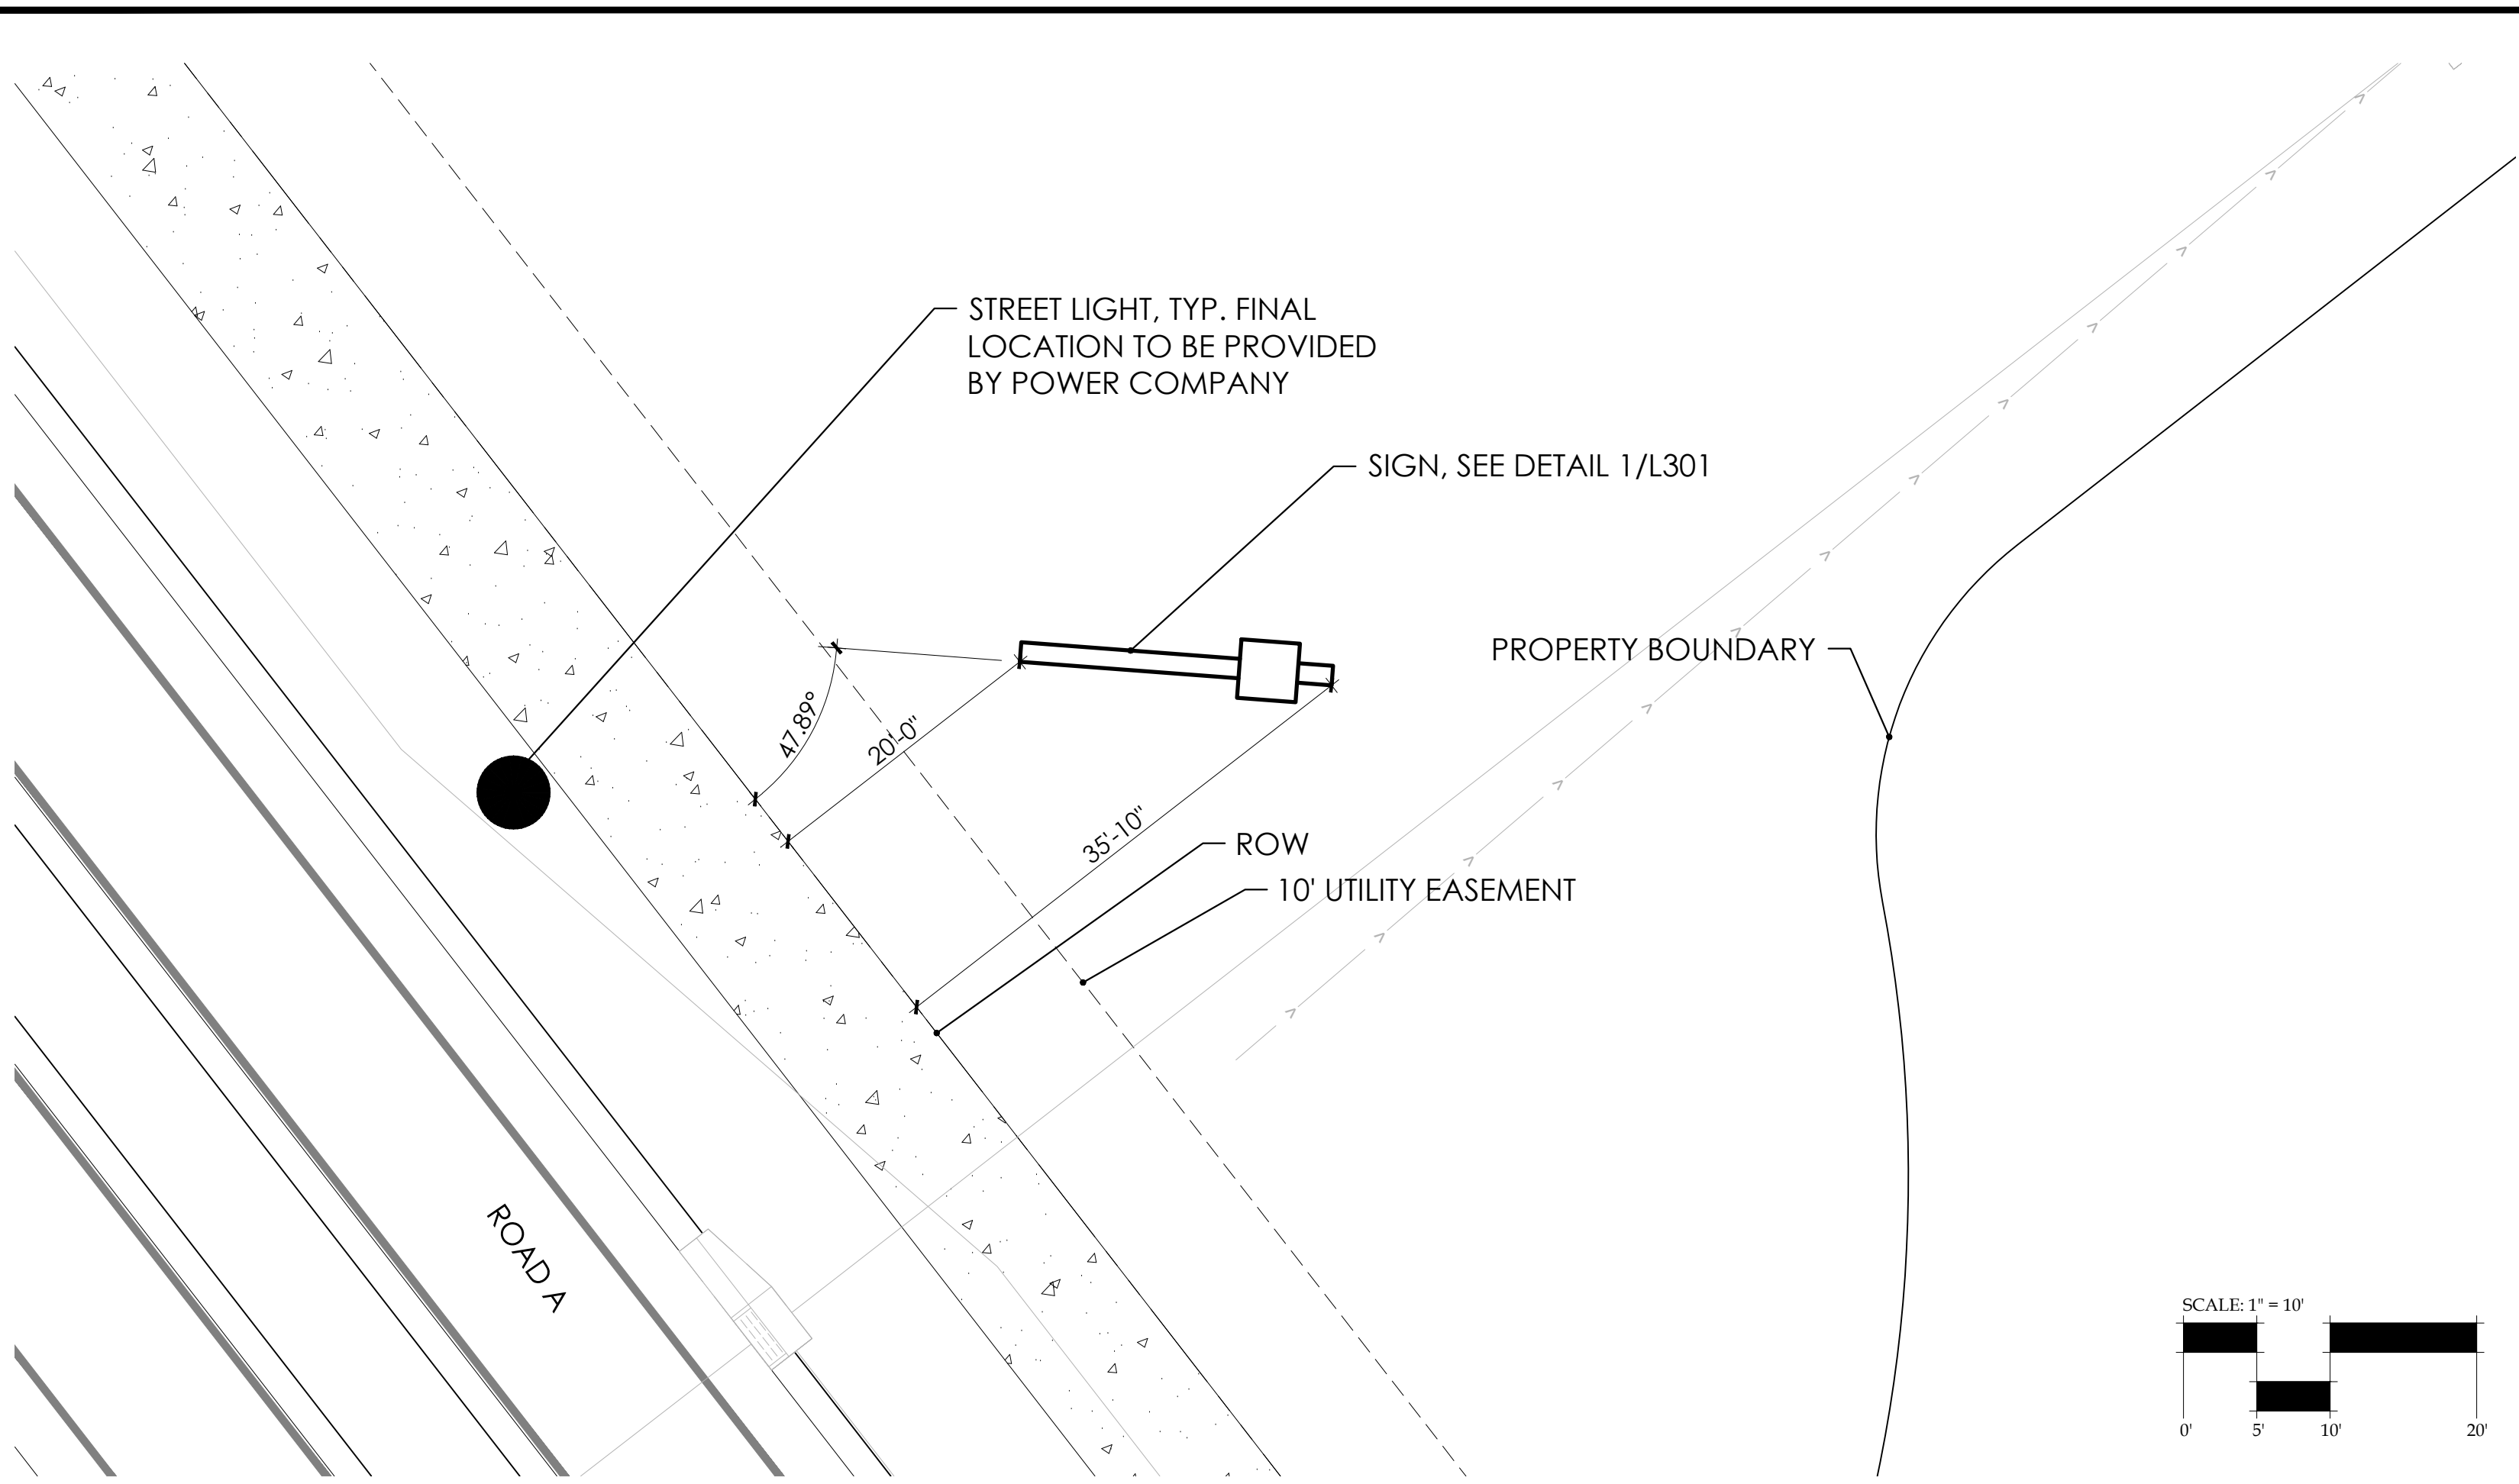 STREET LIGHT, TYP. FINAL
LOCATION TO BE PROVIDED
BY POWER COMPANY
SIGN, SEE DETAIL 1/L301
PROPERTY BOUNDARY
47.89°
20'-0"
35'-10"
ROW
10' UTILITY EASEMENT
ROAD A
SCALE: 1" = 10'
0' 5' 10' 20'